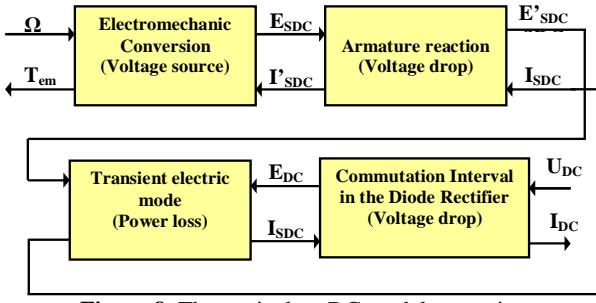 Ω
T_em
Electromechanic
Conversion
(Voltage source)
E_SDC
I'_SDC
Armature reaction
(Voltage drop)
E'_SDC
I_SDC
Transient electric
mode
(Power loss)
E_DC
I_SDC
Commutation Interval
in the Diode Rectifier
(Voltage drop)
U_DC
I_DC